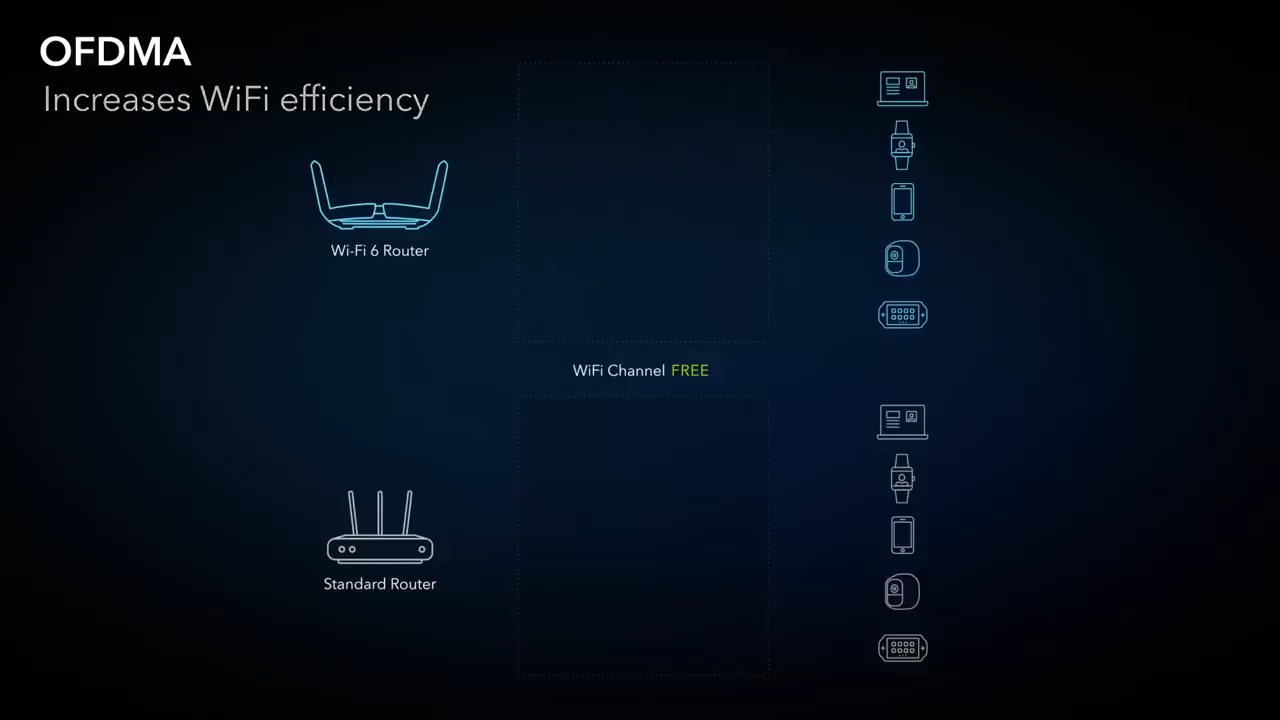 OFDMA
Increases WiFi efficiency
Wi-Fi 6 Router
WiFi Channel FREE
Standard Router